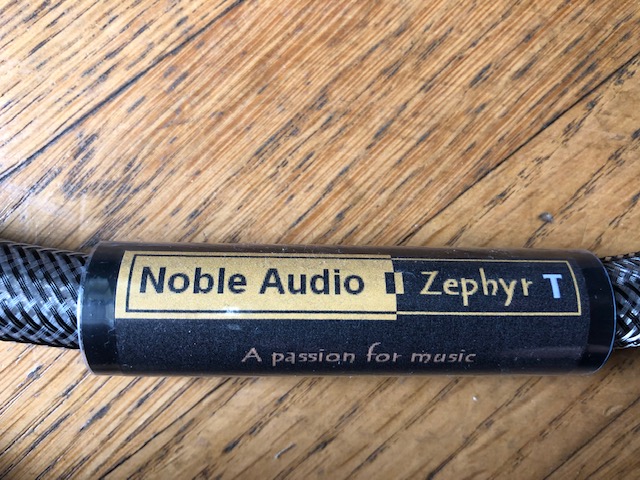 Noble Audio Zephyr T
A passion for music